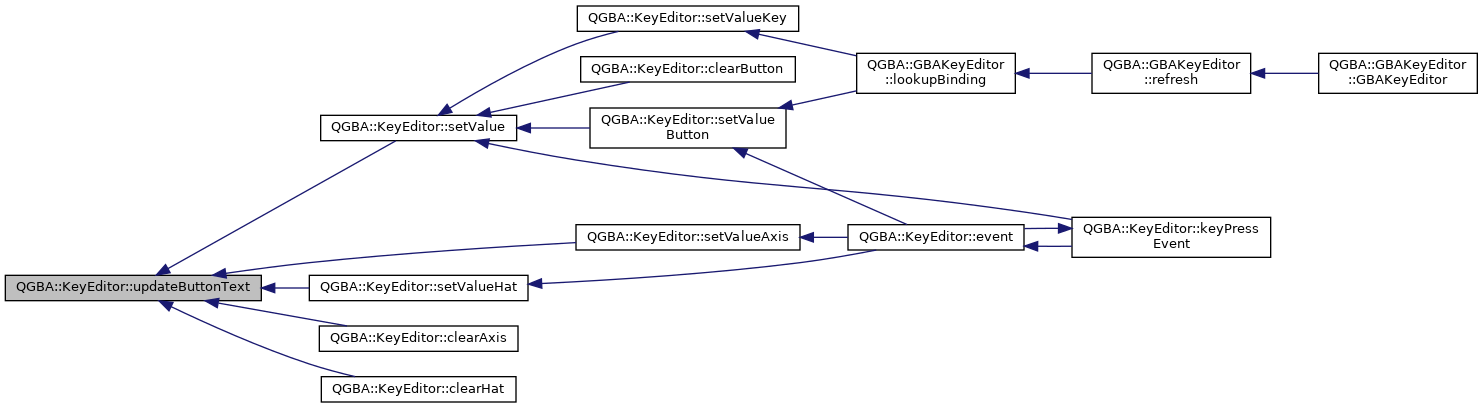 QGBA::KeyEditor::updateButtonText
QGBA::KeyEditor::setValue
QGBA::KeyEditor::setValueKey
QGBA::KeyEditor::clearButton
QGBA::KeyEditor::setValue
Button
QGBA::GBAKeyEditor
::lookupBinding
QGBA::GBAKeyEditor
::refresh
QGBA::GBAKeyEditor
::GBAKeyEditor
QGBA::KeyEditor::setValueAxis
QGBA::KeyEditor::event
QGBA::KeyEditor::keyPress
Event
QGBA::KeyEditor::setValueHat
QGBA::KeyEditor::clearAxis
QGBA::KeyEditor::clearHat